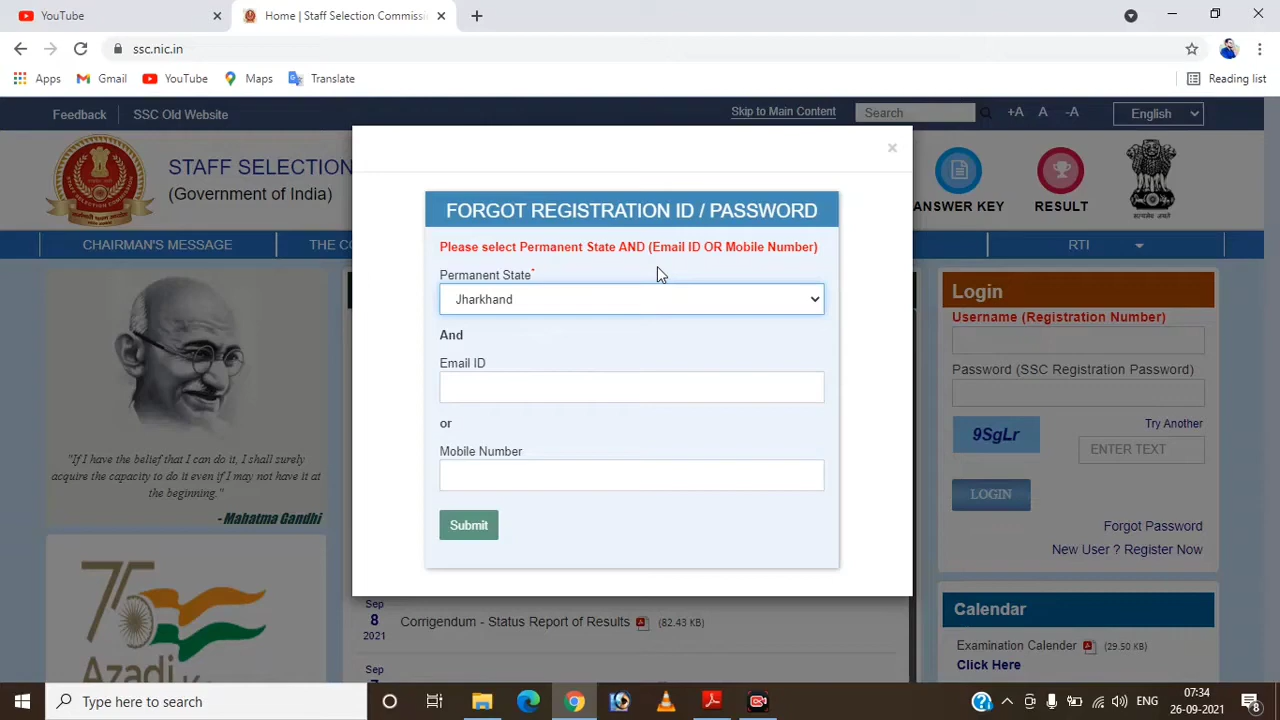 YouTube
Home | Staff Selection Commissi
ssc.nic.in
Apps
Gmail
YouTube
Maps
Translate
Reading list
Feedback
SSC Old Website
Skip to Main Content
Search
+A
A
-A
English
STAFF SELECTION
(Government of India)
ANSWER KEY
RESULT
CHAIRMAN'S MESSAGE
THE CO
RTI
FORGOT REGISTRATION ID / PASSWORD
Please select Permanent State AND (Email ID OR Mobile Number)
Permanent State*
Jharkhand
And
Email ID
or
Mobile Number
Submit
"If I have the belief that I can do it, I shall surely
acquire the capacity to do it even if I may not have it at
the beginning."
- Mahatma Gandhi
75
Azadi Ka
Login
Username (Registration Number)
Password (SSC Registration Password)
9SgLr
Try Another
ENTER TEXT
LOGIN
Forgot Password
New User ? Register Now
Calendar
Examination Calender (29.50 KB)
Click Here
Sep
8
2021
Corrigendum - Status Report of Results (82.43 KB)
Sep
Type here to search
ENG
07:34
26-09-2021
8